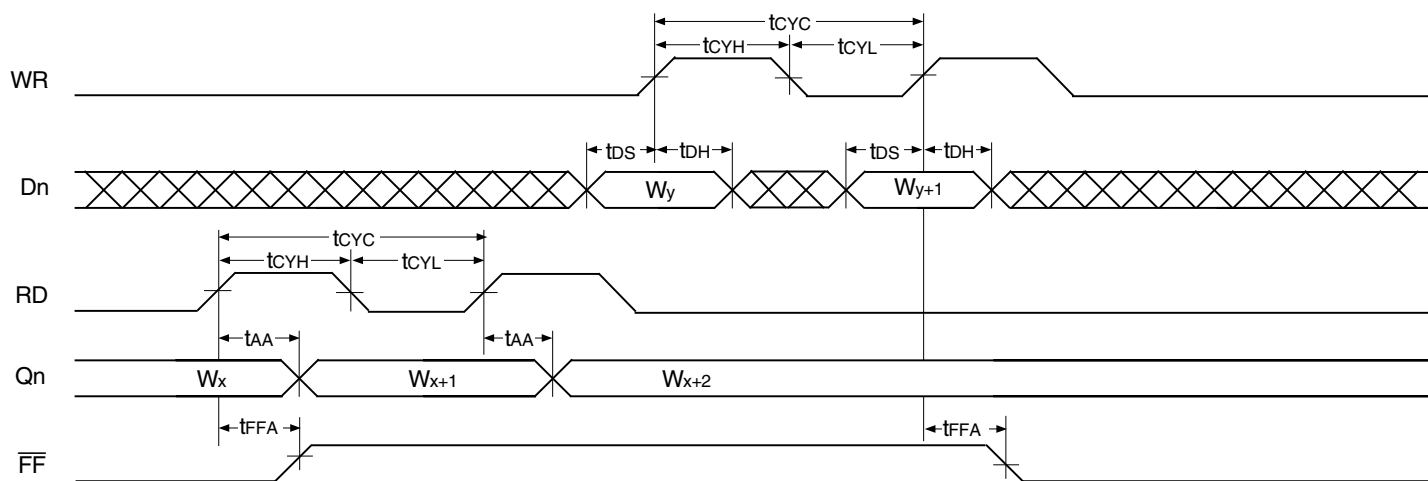 tCYC
tCYH tCYL
WR
tDS tDH tDS tDH
Dn Wy Wy+1
tCYC
tCYH tCYL
RD
tAA tAA
Qn Wx Wx+1 Wx+2
tFFA tFFA
FF